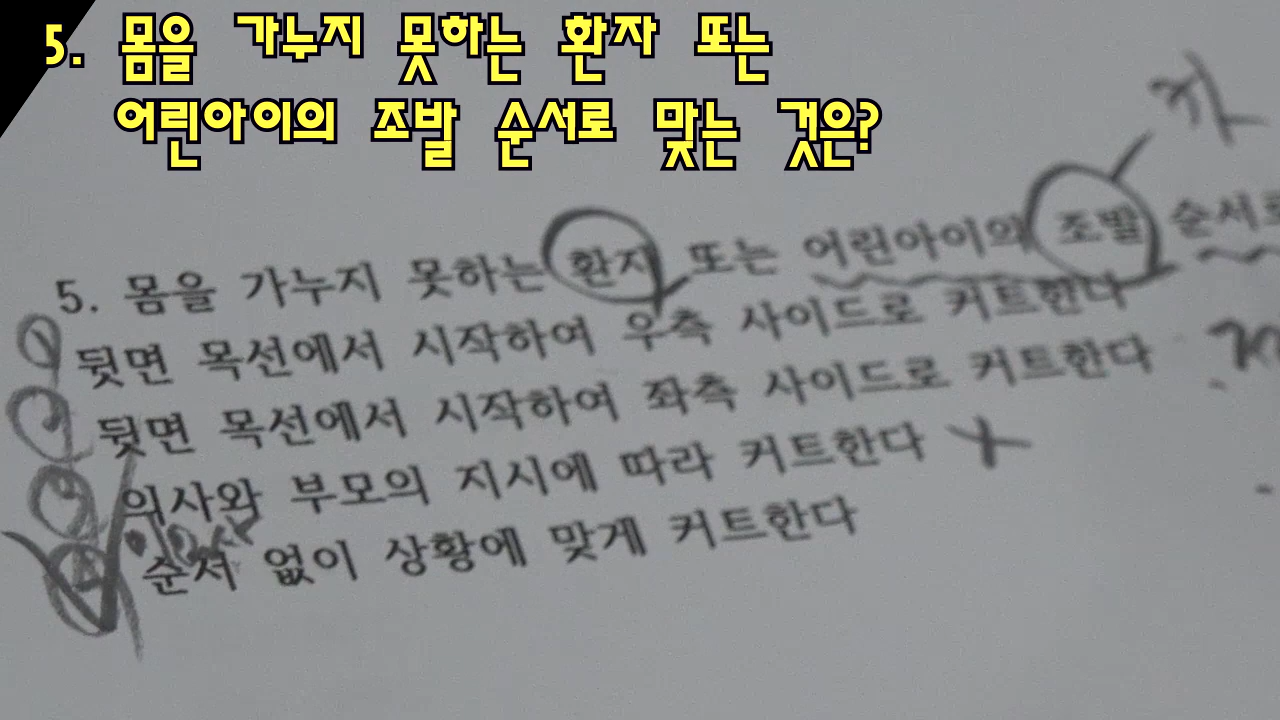 5. 몸을 가누지 못하는 환자 또는
어린아이의 조발 순서로 맞는 것은?
5. 몸을 가누지 못하는 환자 또는 어린아이의 조발 순서로
뒷면 목선에서 시작하여 우측 사이드로 커트한다
뒷면 목선에서 시작하여 좌측 사이드로 커트한다
의사와 부모의 지시에 따라 커트한다
순서 없이 상황에 맞게 커트한다